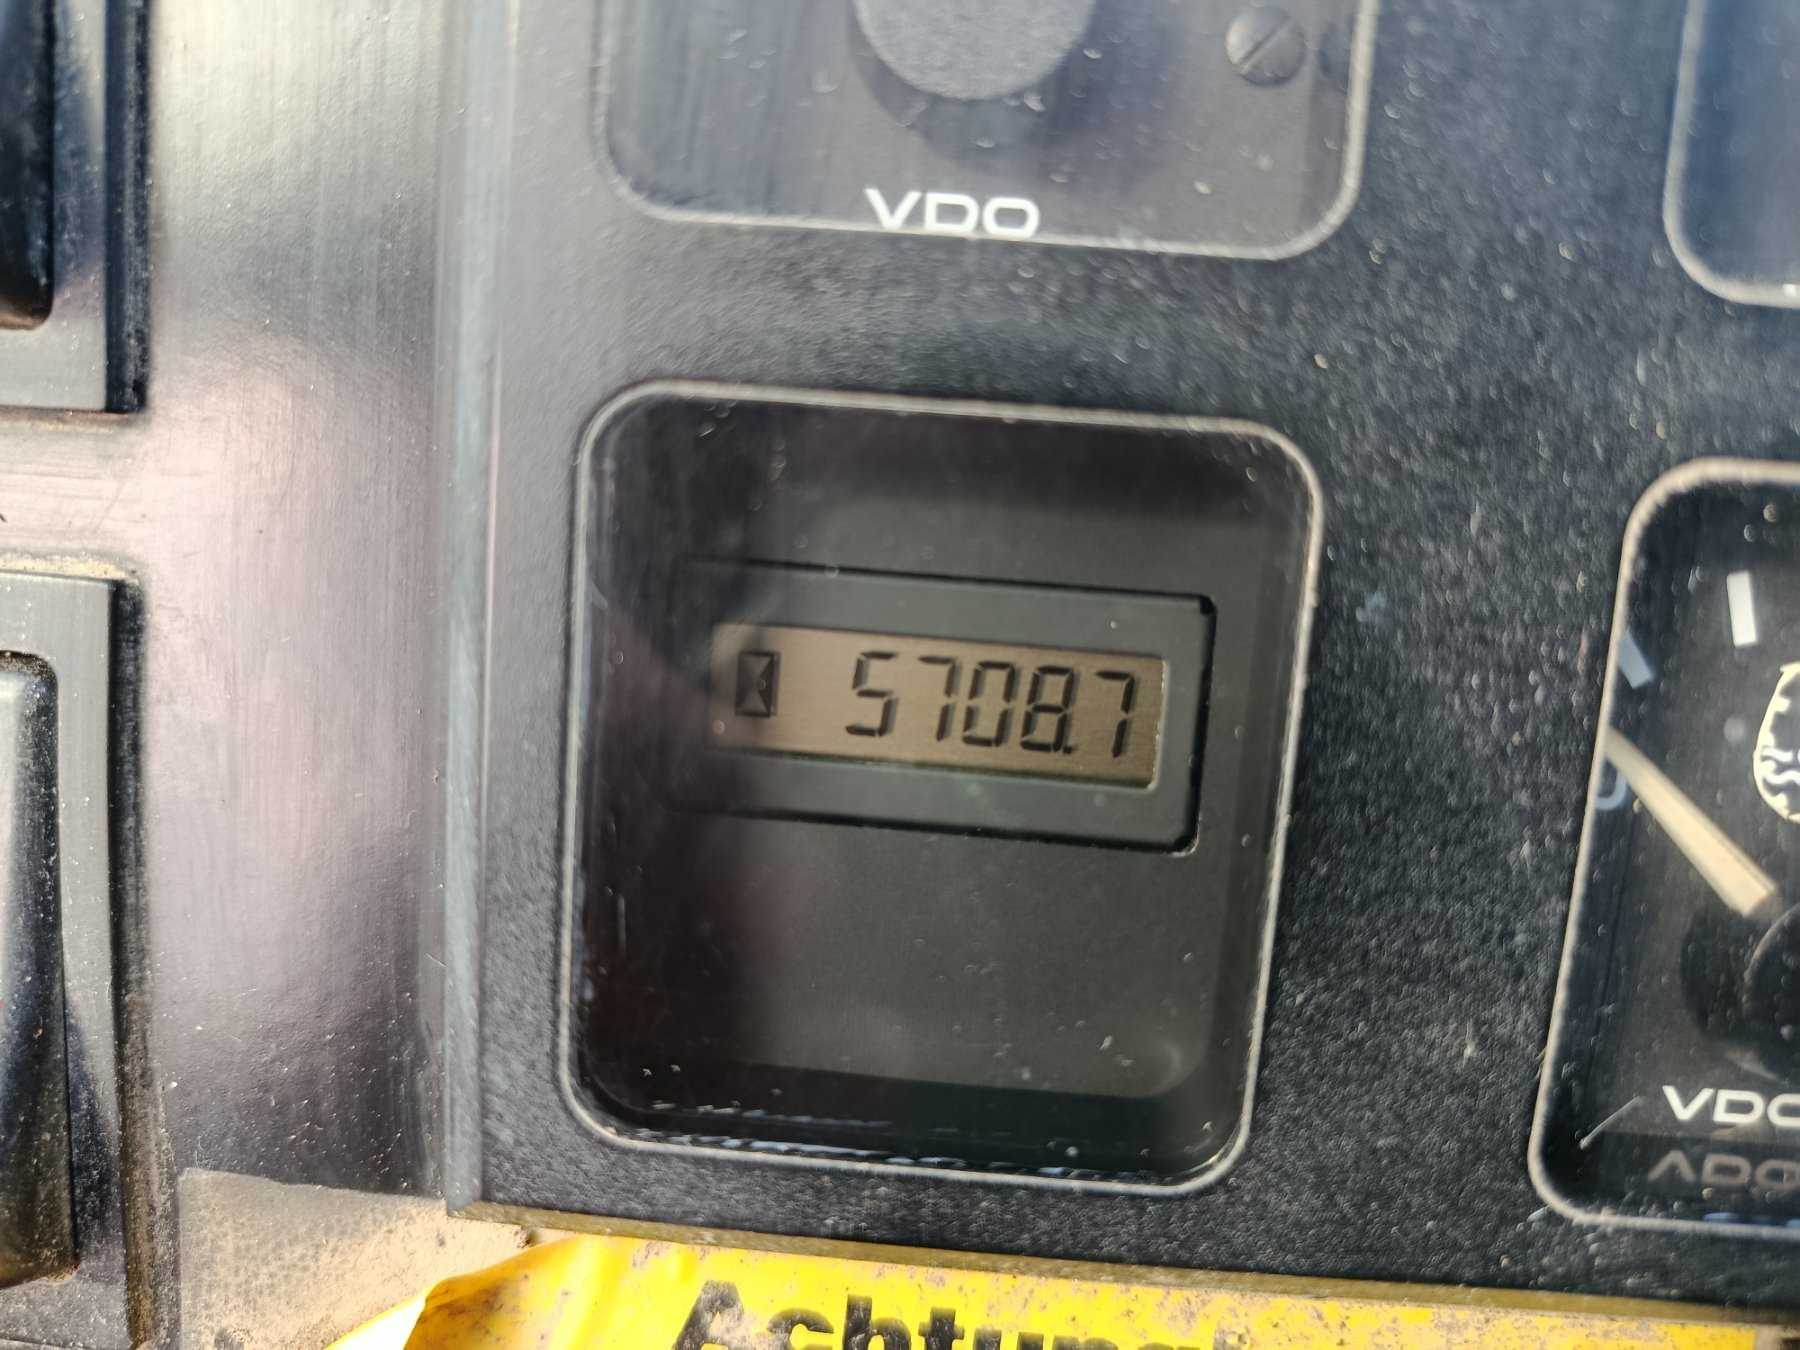 VDO
5708.7
VDO
Achtung